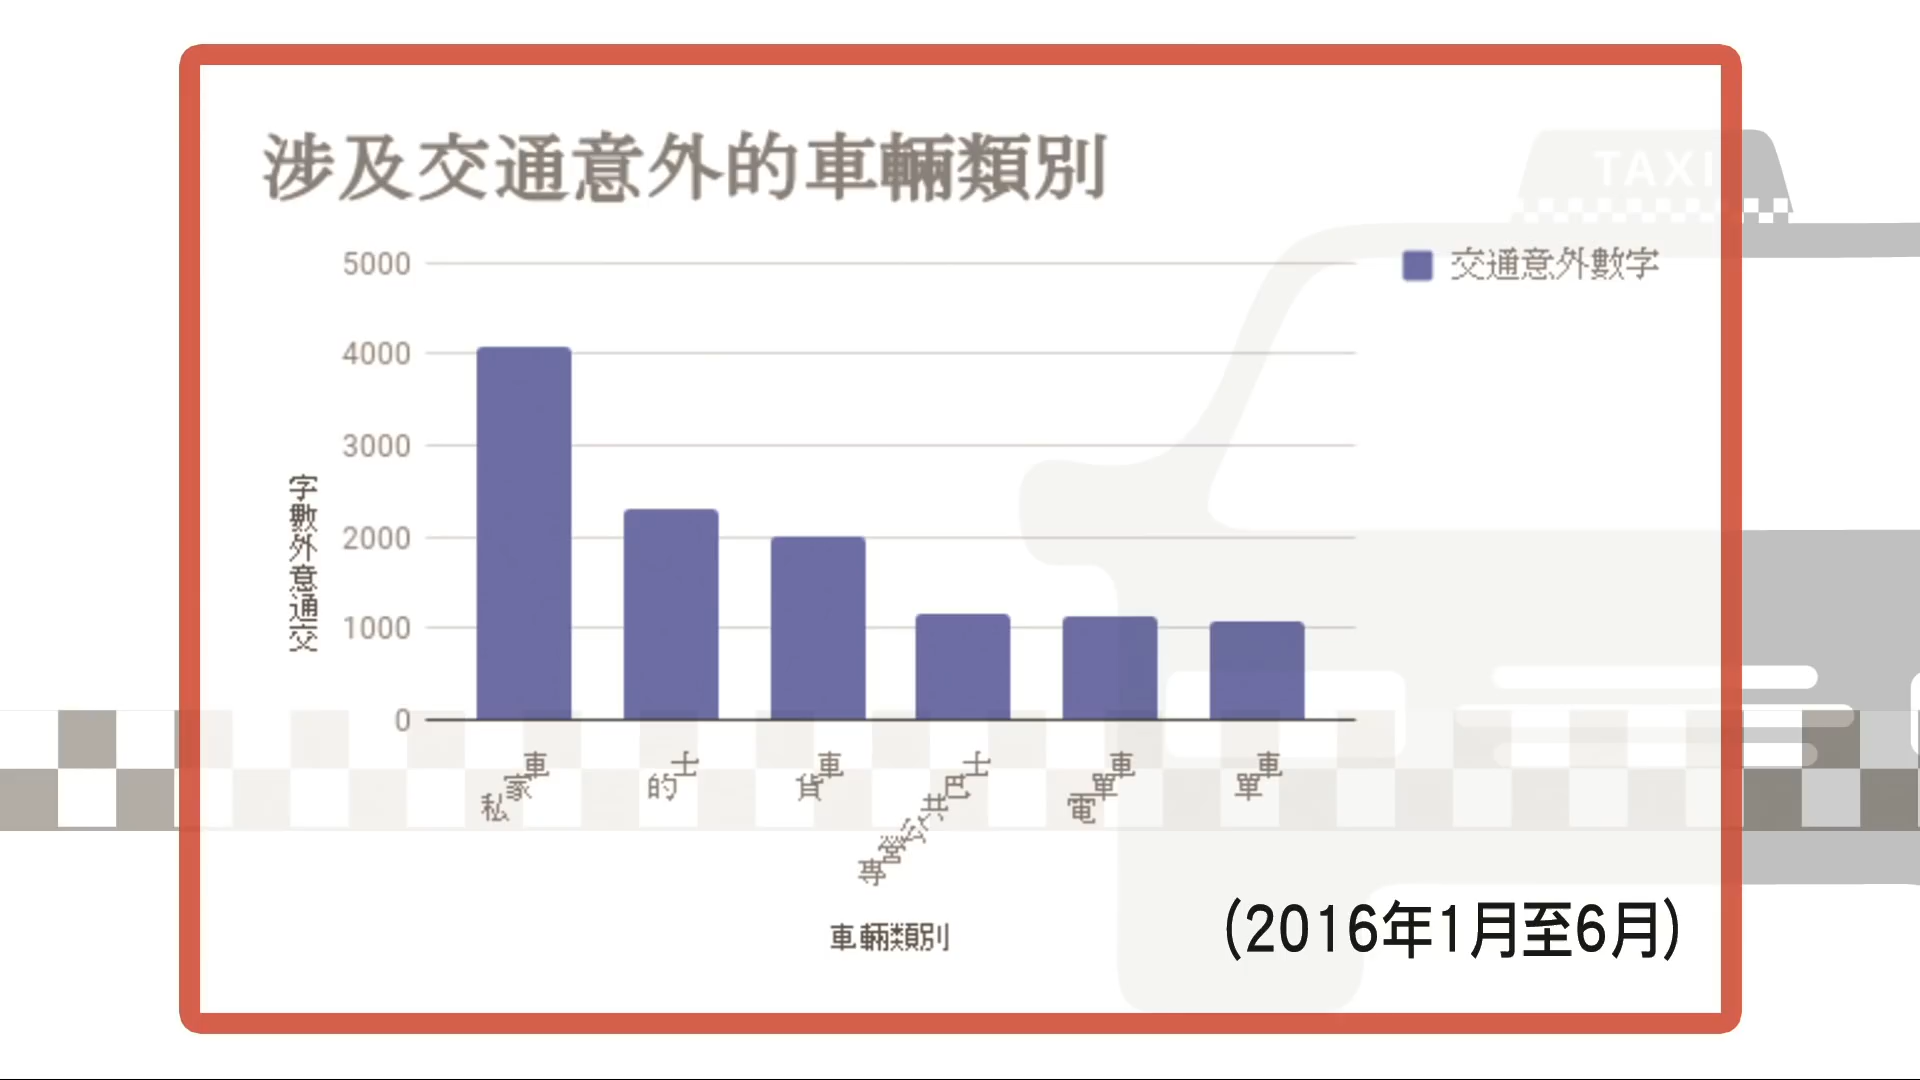 涉及交通意外的車輛類別
TAXI
交通意外數字
5000
4000
3000
2000
1000
0
交通意外數字
私家車
的士
貨車
專營公共巴士
電單車
單車
車輛類別
(2016年1月至6月)